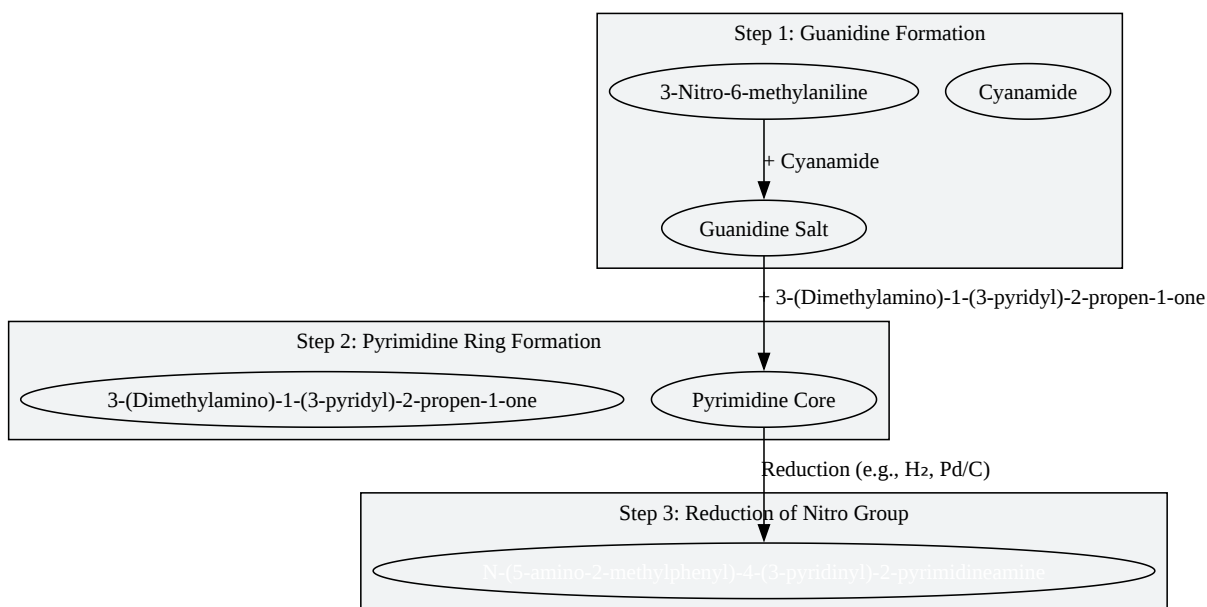 Step 1: Guanidine Formation
3-Nitro-6-methylaniline
Cyanamide
+ Cyanamide
Guanidine Salt
+ 3-(Dimethylamino)-1-(3-pyridyl)-2-propen-1-one
Step 2: Pyrimidine Ring Formation
3-(Dimethylamino)-1-(3-pyridyl)-2-propen-1-one
Pyrimidine Core
Reduction (e.g., H₂, Pd/C)
Step 3: Reduction of Nitro Group
N-(5-amino-2-methylphenyl)-4-(3-pyridinyl)-2-pyrimidineamine